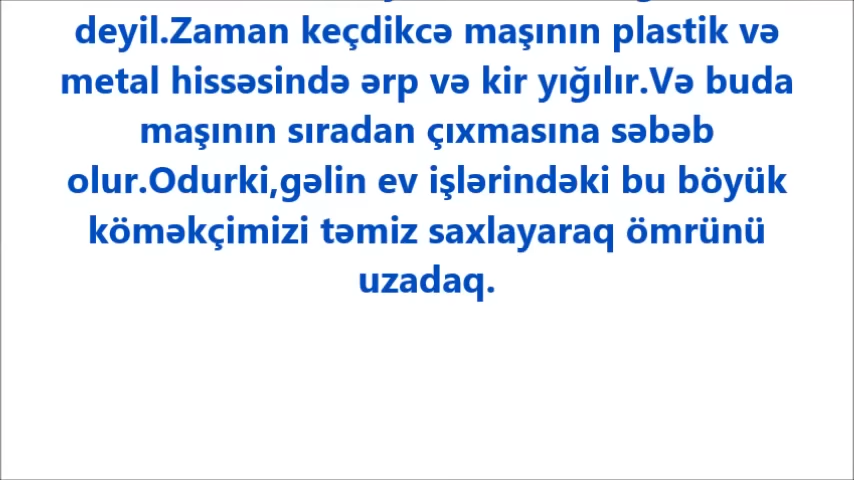 deyil.Zaman keçdikcə maşının plastik və
metal hissəsində ərp və kir yığılır.Və buda
maşının sıradan çıxmasına səbəb
olur.Odurki,gəlin ev işlərindəki bu böyük
köməkçimizi təmiz saxlayaraq ömrünü
uzadaq.